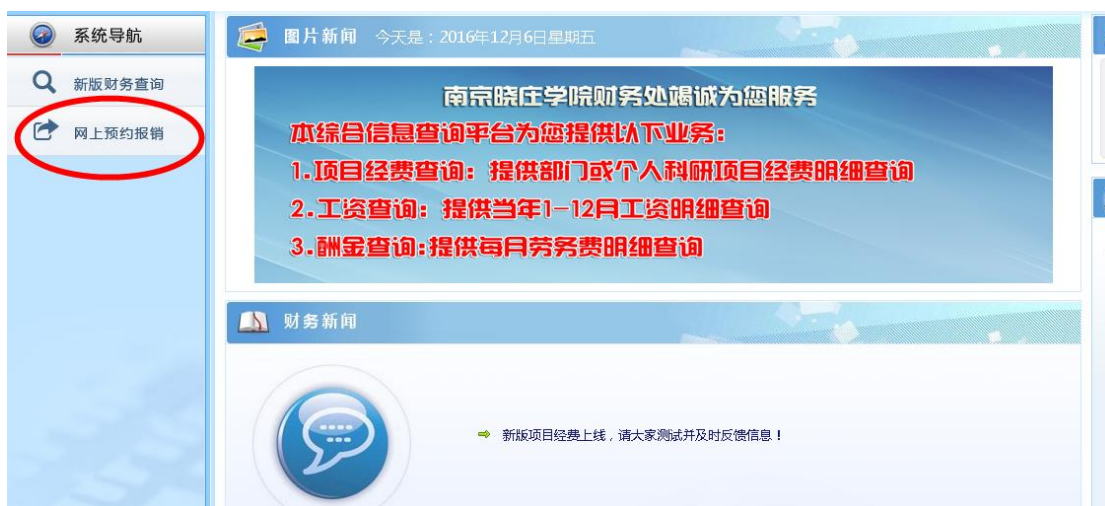 系统导航
新版财务查询
网上预约报销
图片新闻 今天是：2016年12月6日星期五
南京晓庄学院财务处竭诚为您服务
本综合信息查询平台为您提供以下业务：
1.项目经费查询：提供部门或个人科研项目经费明细查询
2.工资查询：提供当年1-12月工资明细查询
3.酬金查询：提供每月劳务费明细查询
财务新闻
新版项目经费上线，请大家测试并及时反馈信息！